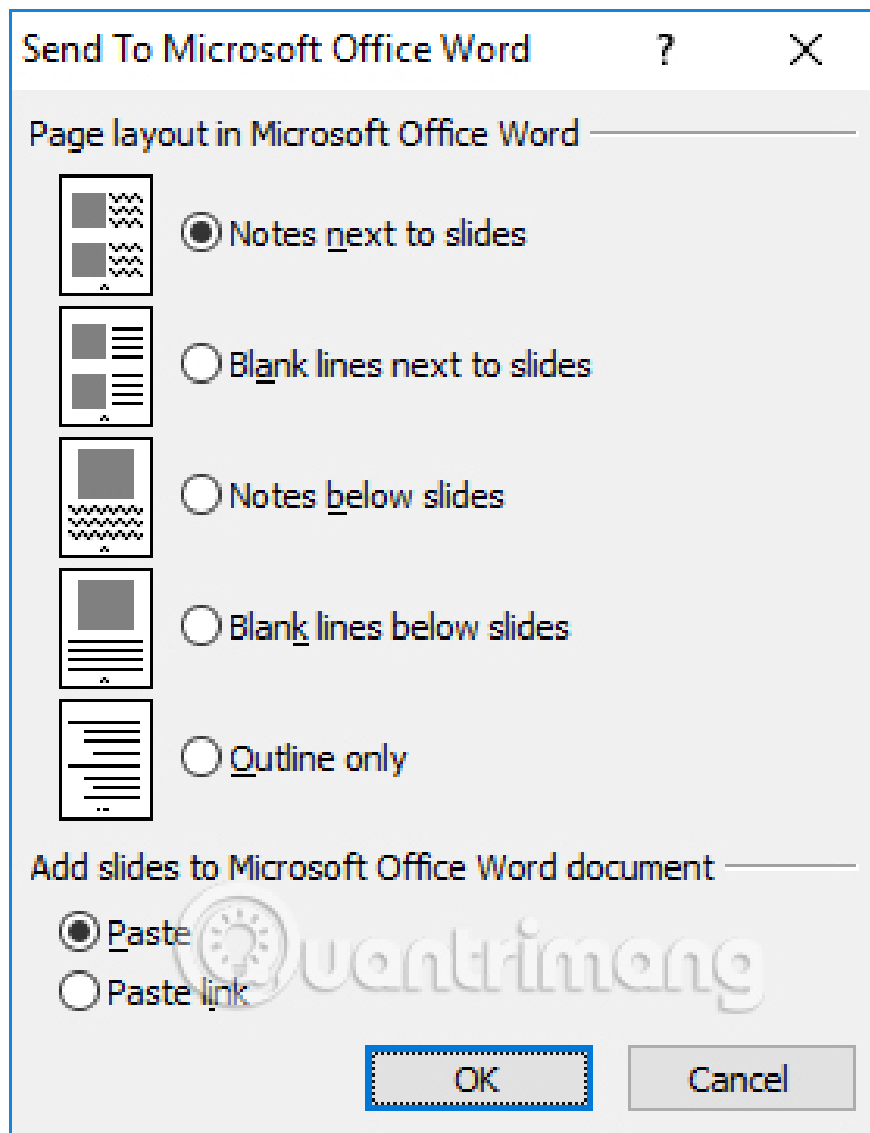 Send To Microsoft Office Word ?
Page layout in Microsoft Office Word
Notes next to slides
Blank lines next to slides
Notes below slides
Blank lines below slides
Outline only
Add slides to Microsoft Office Word document
Paste
Quantrimang
Paste link
OK Cancel